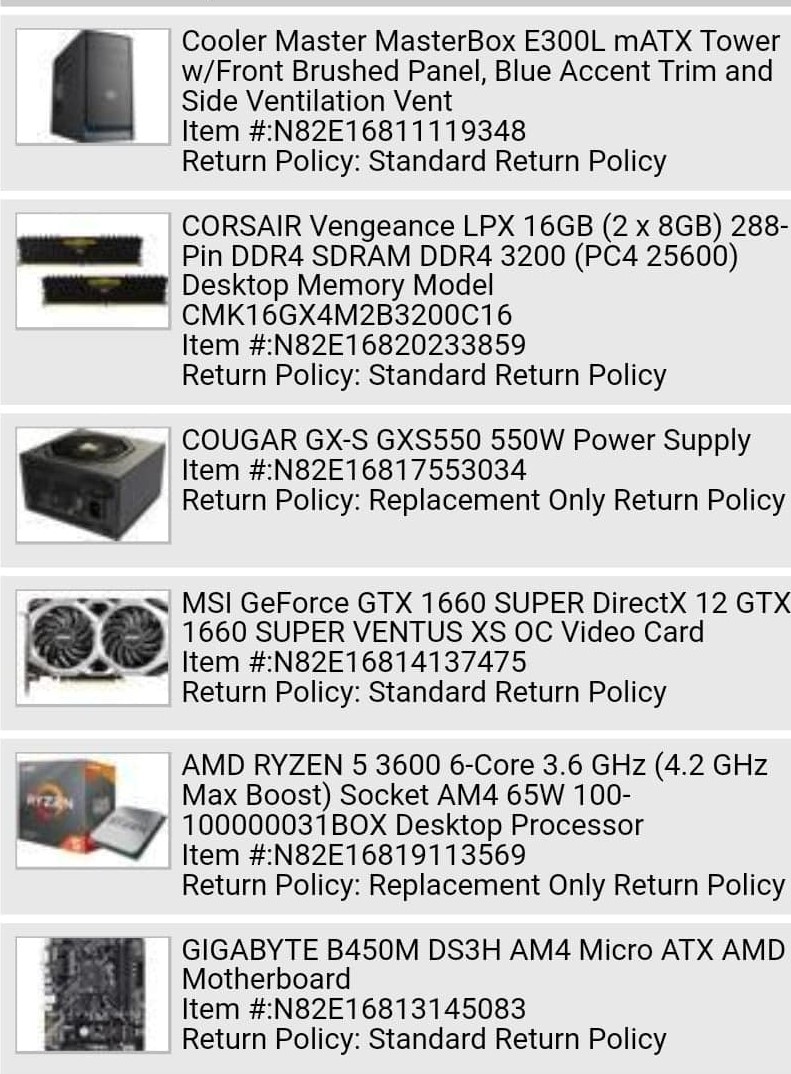 Cooler Master MasterBox E300L mATX Tower
w/Front Brushed Panel, Blue Accent Trim and
Side Ventilation Vent
Item #:N82E16811119348
Return Policy: Standard Return Policy
CORSAIR Vengeance LPX 16GB (2 x 8GB) 288-
Pin DDR4 SDRAM DDR4 3200 (PC4 25600)
Desktop Memory Model
CMK16GX4M2B3200C16
Item #:N82E16820233859
Return Policy: Standard Return Policy
COUGAR GX-S GXS550 550W Power Supply
Item #:N82E16817553034
Return Policy: Replacement Only Return Policy
MSI GeForce GTX 1660 SUPER DirectX 12 GTX
1660 SUPER VENTUS XS OC Video Card
Item #:N82E16814137475
Return Policy: Standard Return Policy
RYZEN
AMD RYZEN 5 3600 6-Core 3.6 GHz (4.2 GHz
Max Boost) Socket AM4 65W 100-
100000031BOX Desktop Processor
Item #:N82E16819113569
Return Policy: Replacement Only Return Policy
GIGABYTE B450M DS3H AM4 Micro ATX AMD
Motherboard
Item #:N82E16813145083
Return Policy: Standard Return Policy